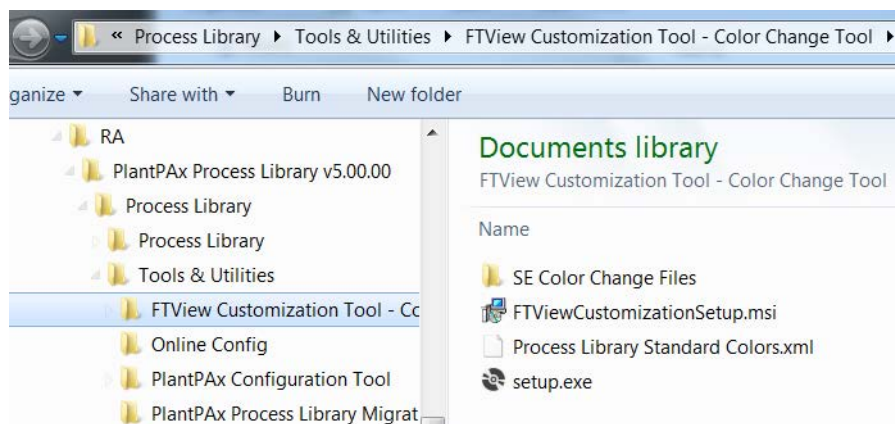 « Process Library ▸ Tools & Utilities ▸ FTView Customization Tool - Color Change Tool ▸
ganize ▾ Share with ▾ Burn New folder
RA
PlantPAx Process Library v5.00.00
Process Library
Process Library
Tools & Utilities
FTView Customization Tool - Co
Online Config
PlantPAx Configuration Tool
PlantPAx Process Library Migrat
Documents library
FTView Customization Tool - Color Change Tool
Name
SE Color Change Files
FTViewCustomizationSetup.msi
Process Library Standard Colors.xml
setup.exe